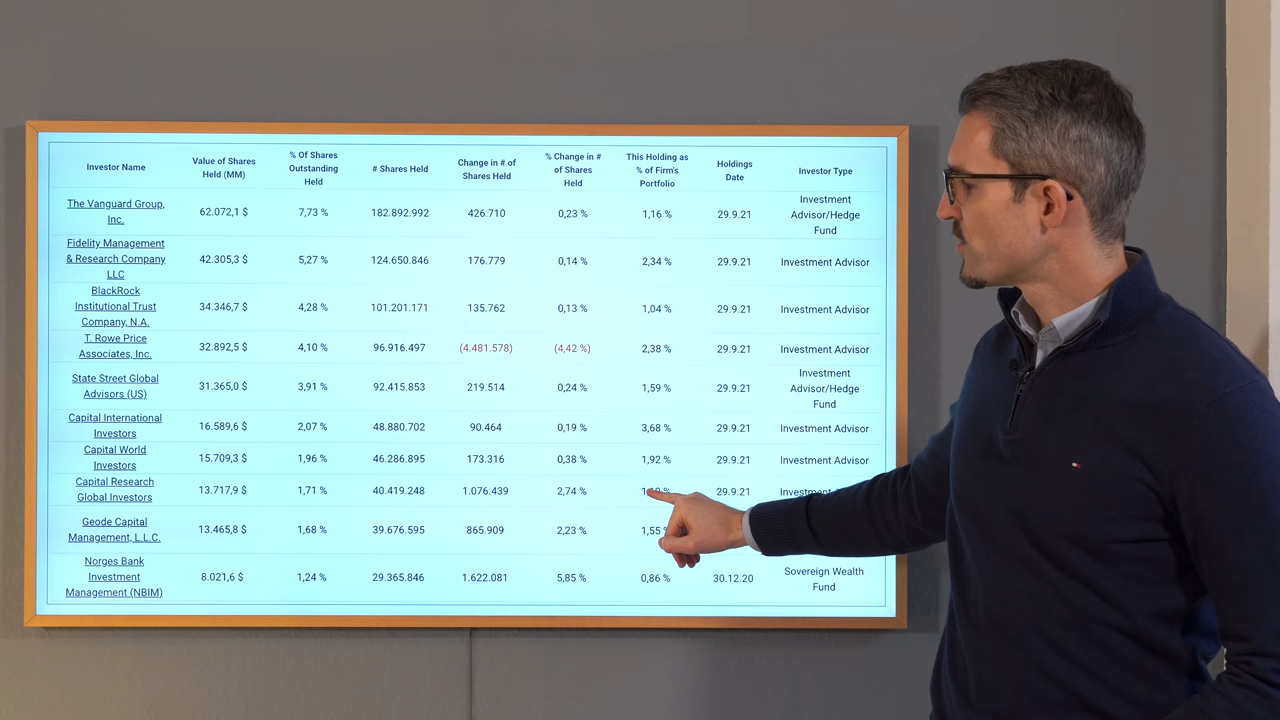 Investor Name
Value of Shares
Held (MM)
% Of Shares
Outstanding
Held
# Shares Held
Change in # of
Shares Held
% Change in #
of Shares
Held
This Holding as
% of Firm's
Portfolio
Holdings
Date
Investor Type
The Vanguard Group,
Inc.
62.072,1 $
7,73 %
182.892.992
426.710
0,23 %
1,16 %
29.9.21
Investment
Advisor/Hedge
Fund
Fidelity Management
& Research Company
LLC
42.305,3 $
5,27 %
124.650.846
176.779
0,14 %
2,34 %
29.9.21
Investment Advisor
BlackRock
Institutional Trust
Company, N.A.
34.346,7 $
4,28 %
101.201.171
135.762
0,13 %
1,04 %
29.9.21
Investment Advisor
T. Rowe Price
Associates, Inc.
32.892,5 $
4,10 %
96.916.497
(4.481.578)
(4,42 %)
2,38 %
29.9.21
Investment Advisor
State Street Global
Advisors (US)
31.365,0 $
3,91 %
92.415.853
219.514
0,24 %
1,59 %
29.9.21
Investment
Advisor/Hedge
Fund
Capital International
Investors
16.589,6 $
2,07 %
48.880.702
90.464
0,19 %
3,68 %
29.9.21
Investment Advisor
Capital World
Investors
15.709,3 $
1,96 %
46.286.895
173.316
0,38 %
1,92 %
29.9.21
Investment Advisor
Capital Research
Global Investors
13.717,9 $
1,71 %
40.419.248
1.076.439
2,74 %
29.9.21
Geode Capital
Management, L.L.C.
13.465,8 $
1,68 %
39.676.595
865.909
2,23 %
1,55
Norges Bank
Investment
Management (NBIM)
8.021,6 $
1,24 %
29.365.846
1.622.081
5,85 %
0,86 %
30.12.20
Sovereign Wealth
Fund